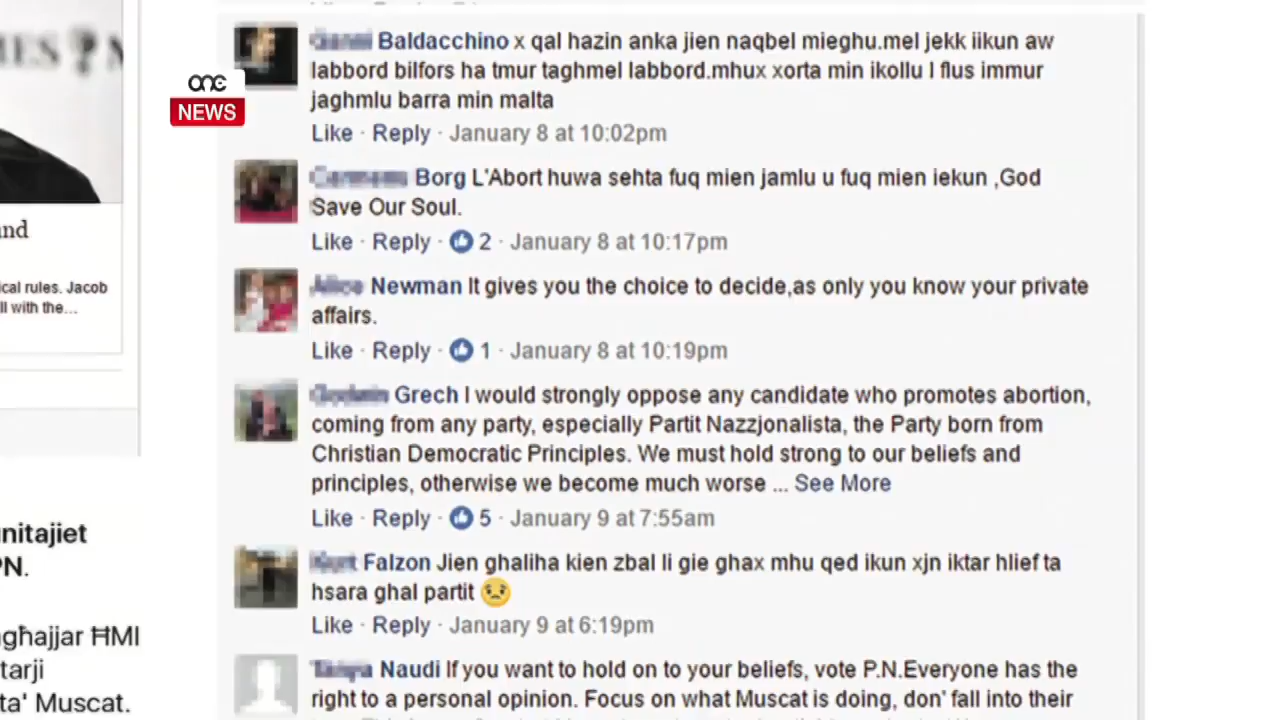 one
NEWS
Baldacchino x qal hazin anka jien naqbel mieghu.mel jekk iikun aw
labbord bilfors ha tmur taghmel labbord.mhux xorta min ikollu l flus immur
jaghmlu barra min malta
Like · Reply · January 8 at 10:02pm
Borg L'Abort huwa sehta fuq mien jamlu u fuq mien iekun ,God
Save Our Soul.
Like · Reply · 2 · January 8 at 10:17pm
Newman It gives you the choice to decide,as only you know your private
affairs.
Like · Reply · 1 · January 8 at 10:19pm
Grech I would strongly oppose any candidate who promotes abortion,
coming from any party, especially Partit Nazzjonalista, the Party born from
Christian Democratic Principles. We must hold strong to our beliefs and
principles, otherwise we become much worse ... See More
Like · Reply · 5 · January 9 at 7:55am
Falzon Jien ghaliha kien zbal li gie ghax mhu qed ikun xjn iktar hlief ta
hsara ghal partit 😟
Like · Reply · January 9 at 6:19pm
Naudi If you want to hold on to your beliefs, vote P.N.Everyone has the
right to a personal opinion. Focus on what Muscat is doing, don' fall into their
ind
ical rules. Jacob
ll with the...
unitajiet
PN.
ngħajjar ĦMI
tarji
ta' Muscat.